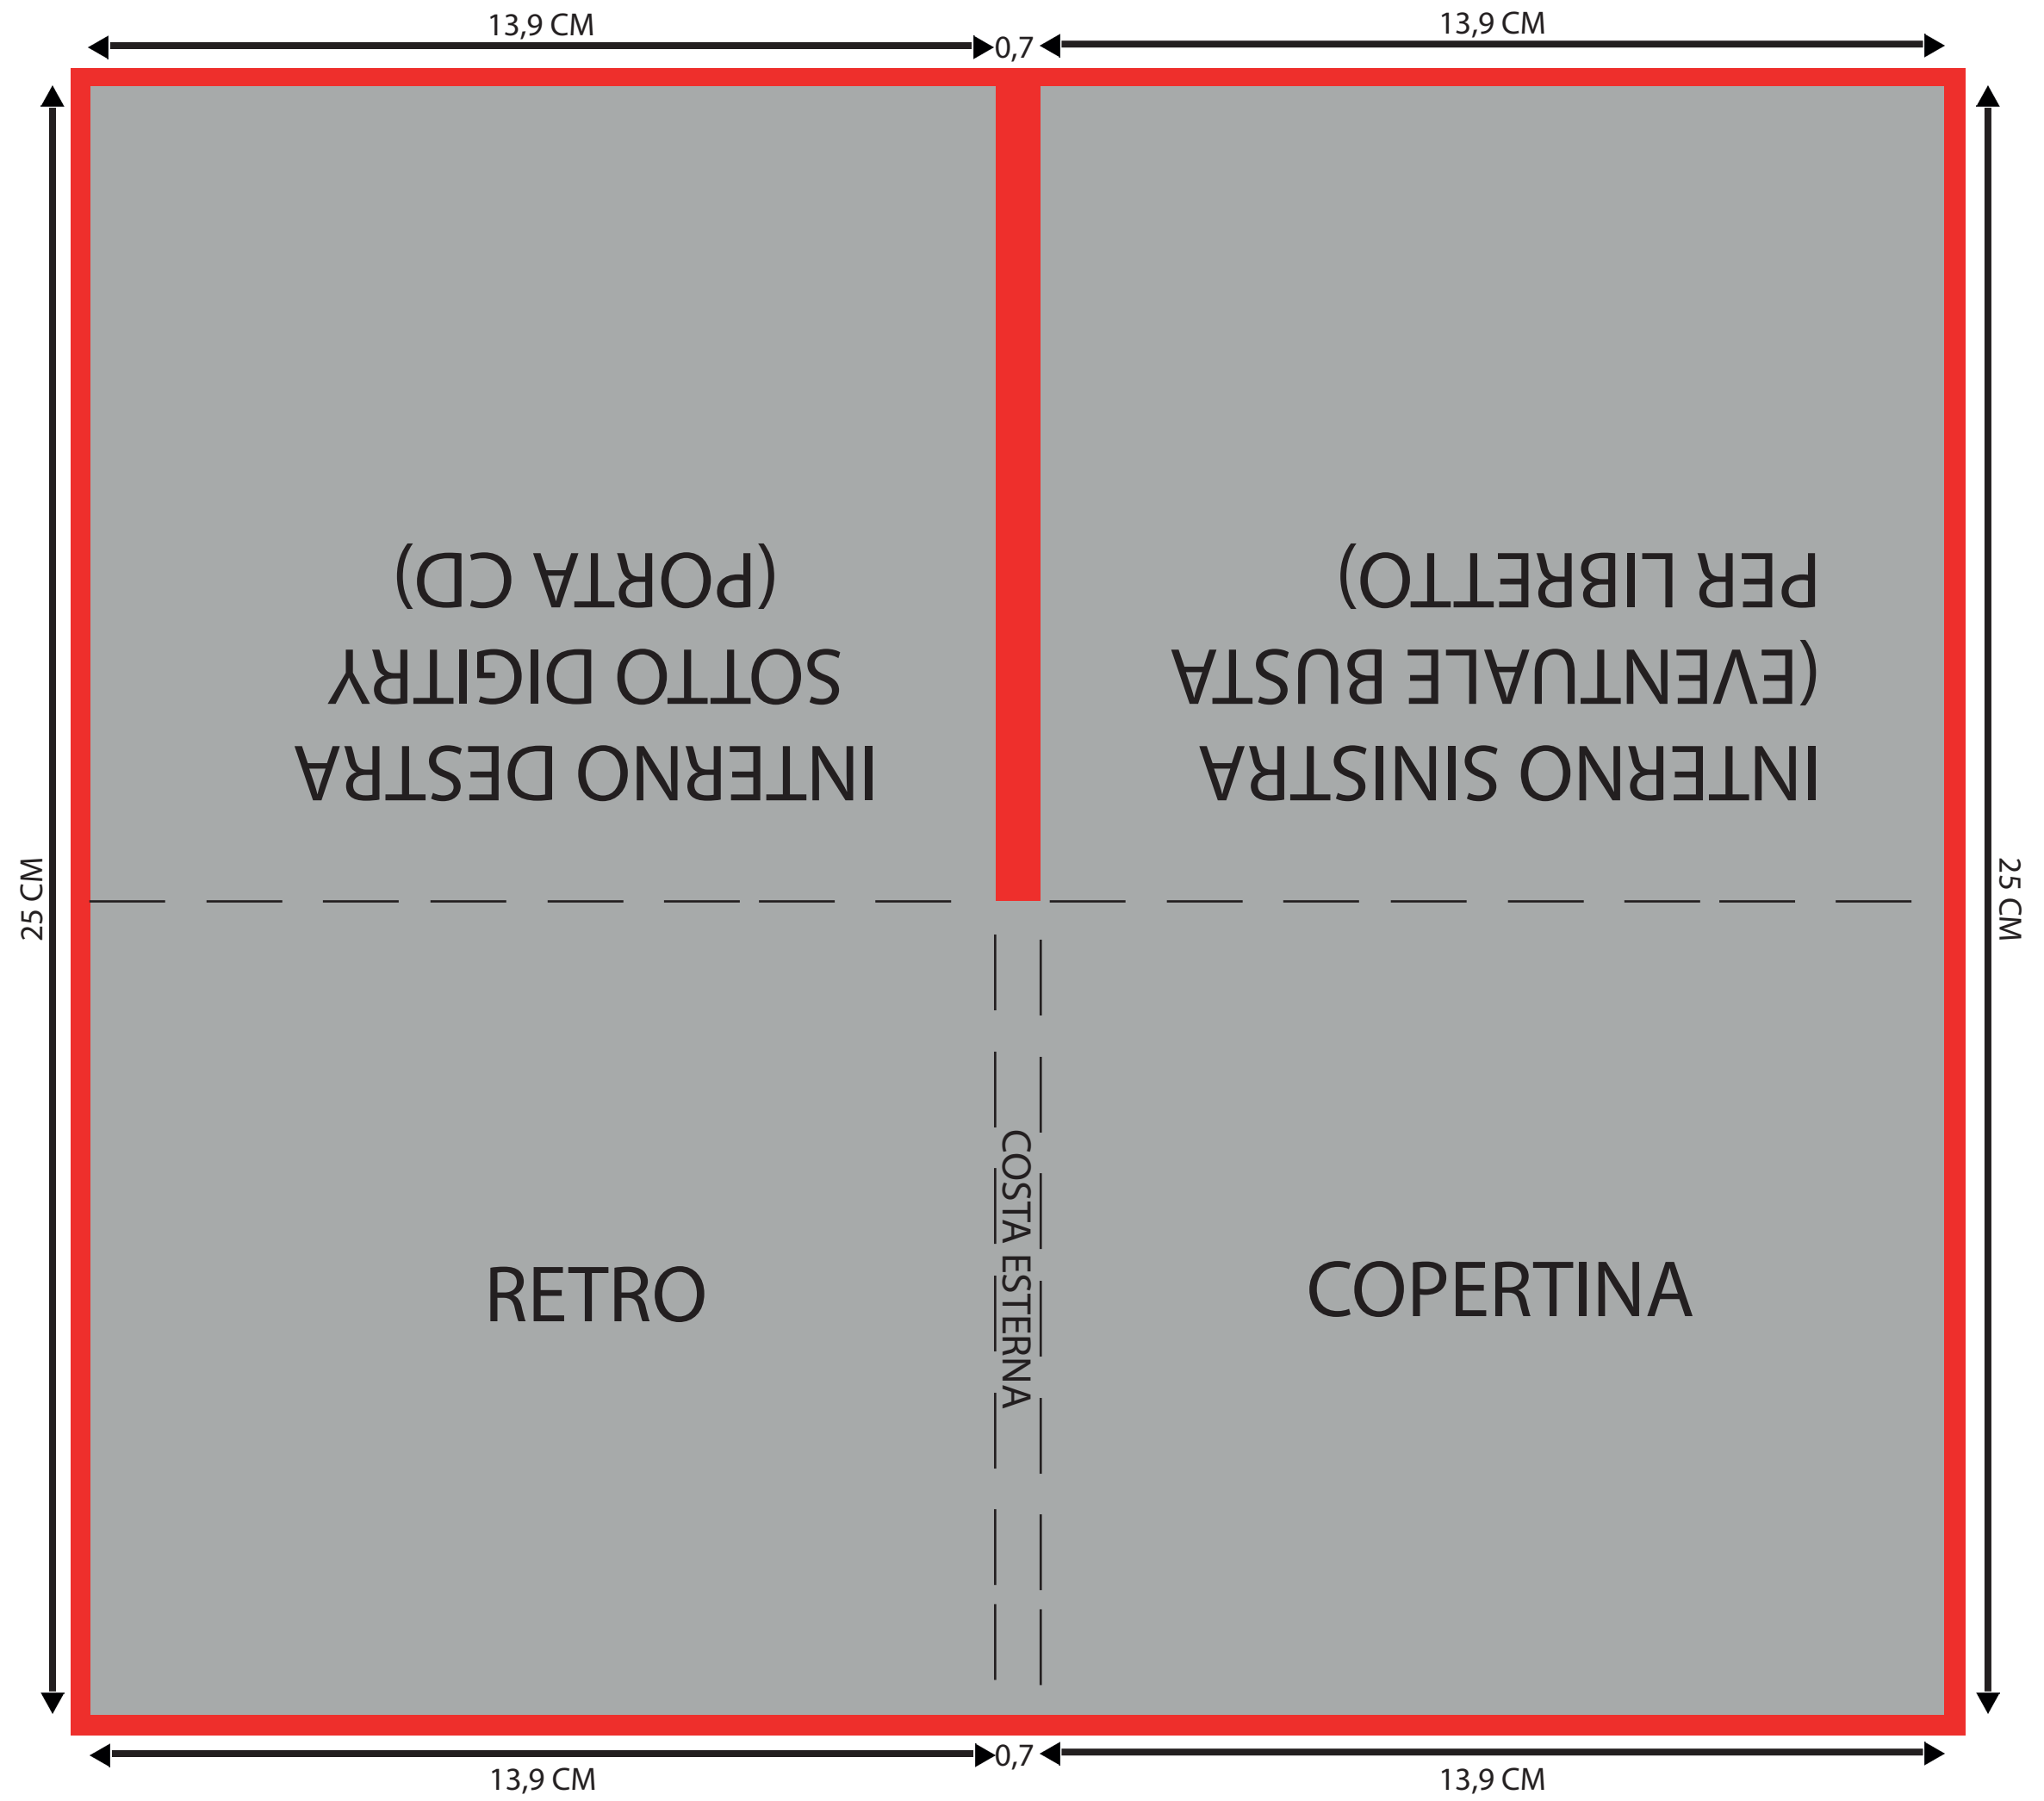 13,9 CM
0,7
13,9 CM
INTERNO DESTRA
SOTTO DIGITRY
(PORTA CD)
INTERNO SINISTRA
(EVENTUALE BUSTA
PER LIBRETTO)
25 CM
25 CM
RETRO
COSTA ESTERNA
COPERTINA
13,9 CM
0,7
13,9 CM